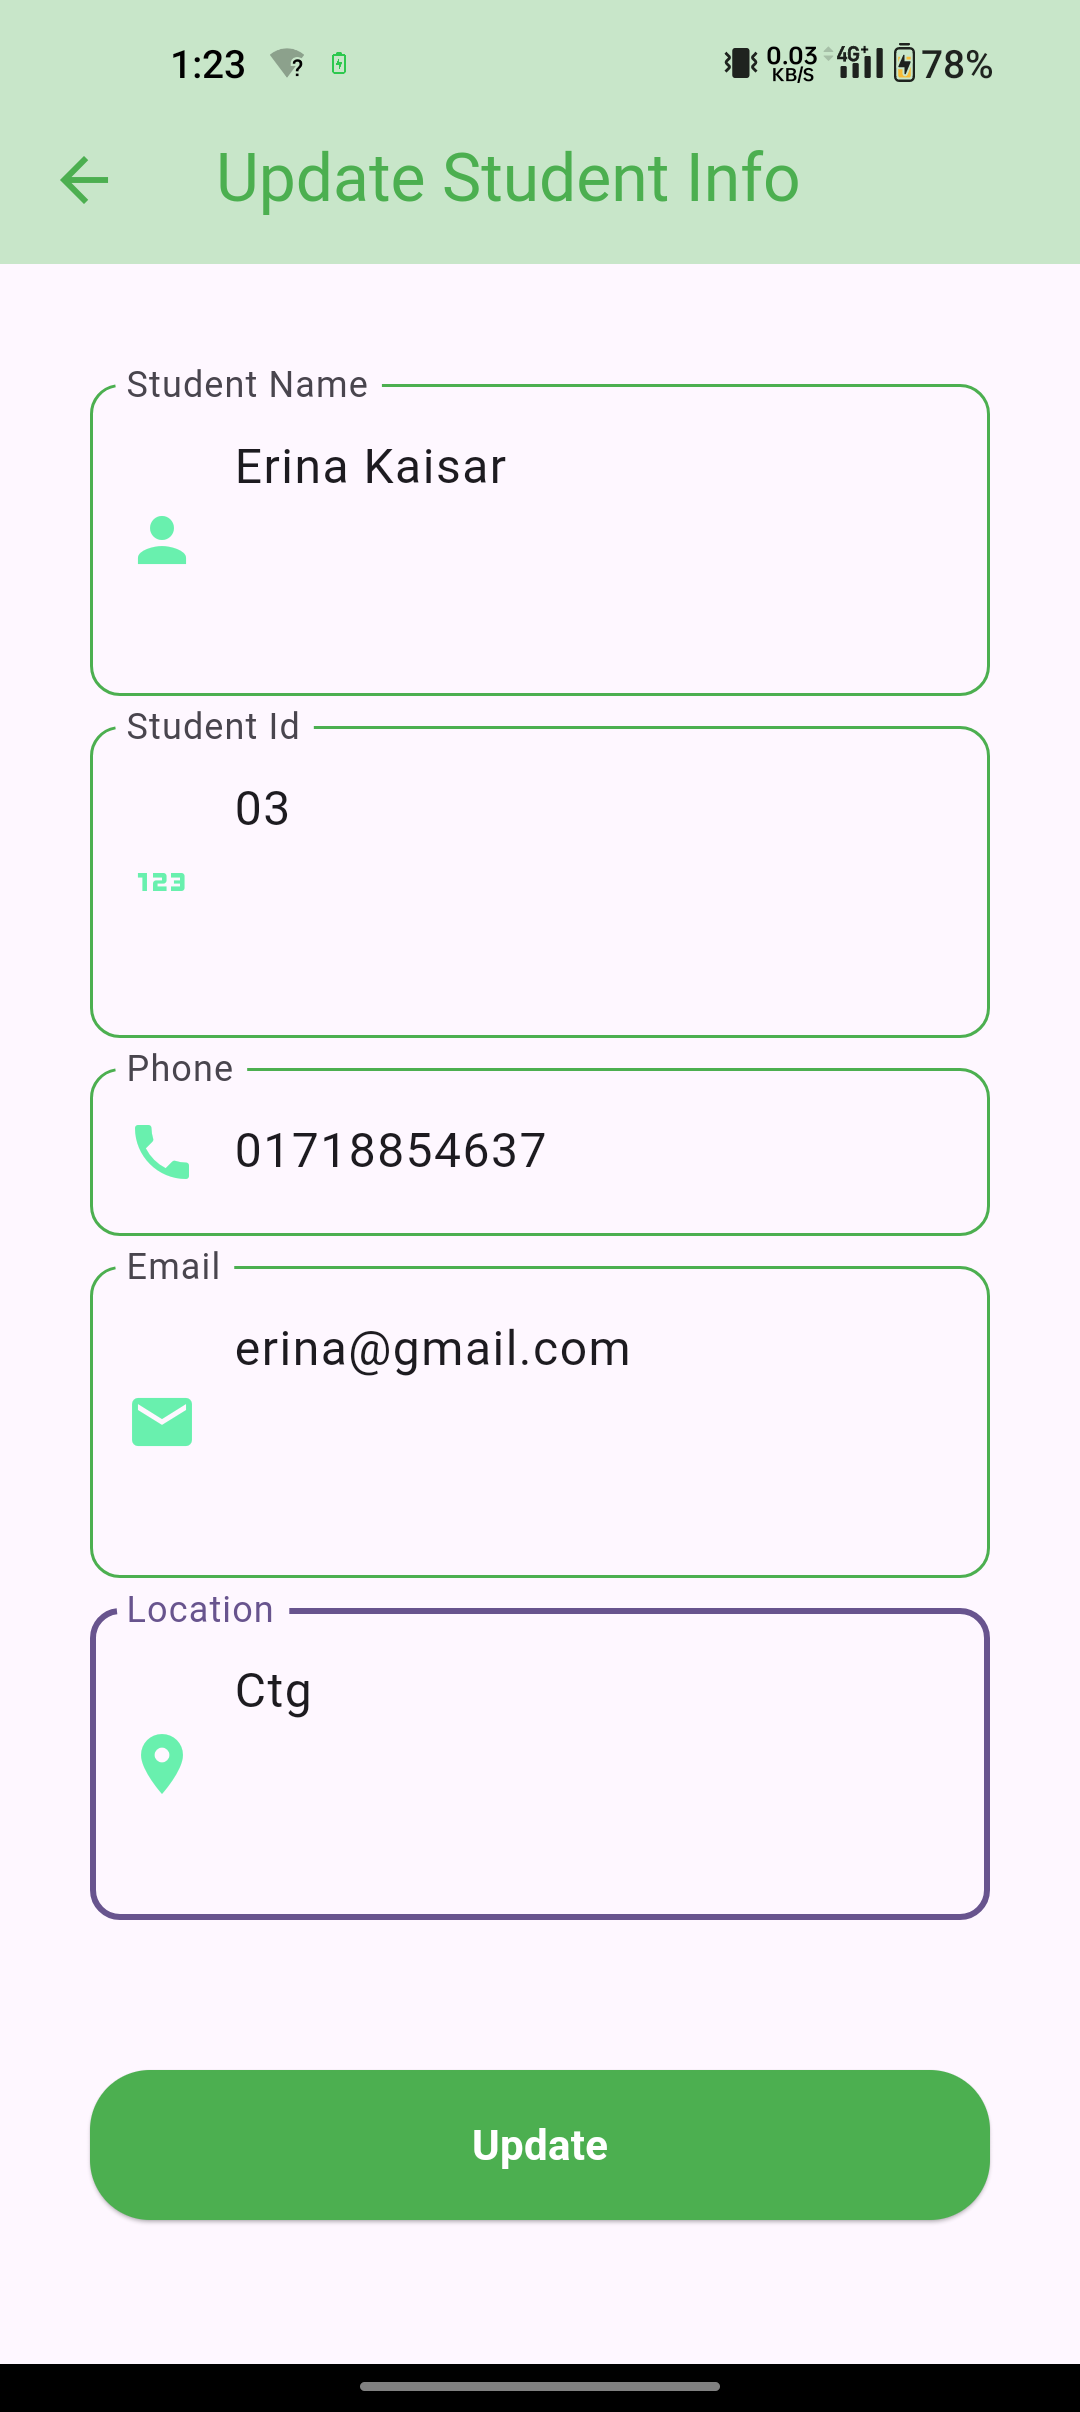 1:23 0.03 KB/S 4G+ 78%
Update Student Info
Student Name
Erina Kaisar
Student Id
03
123
Phone
01718854637
Email
erina@gmail.com
Location
Ctg
Update